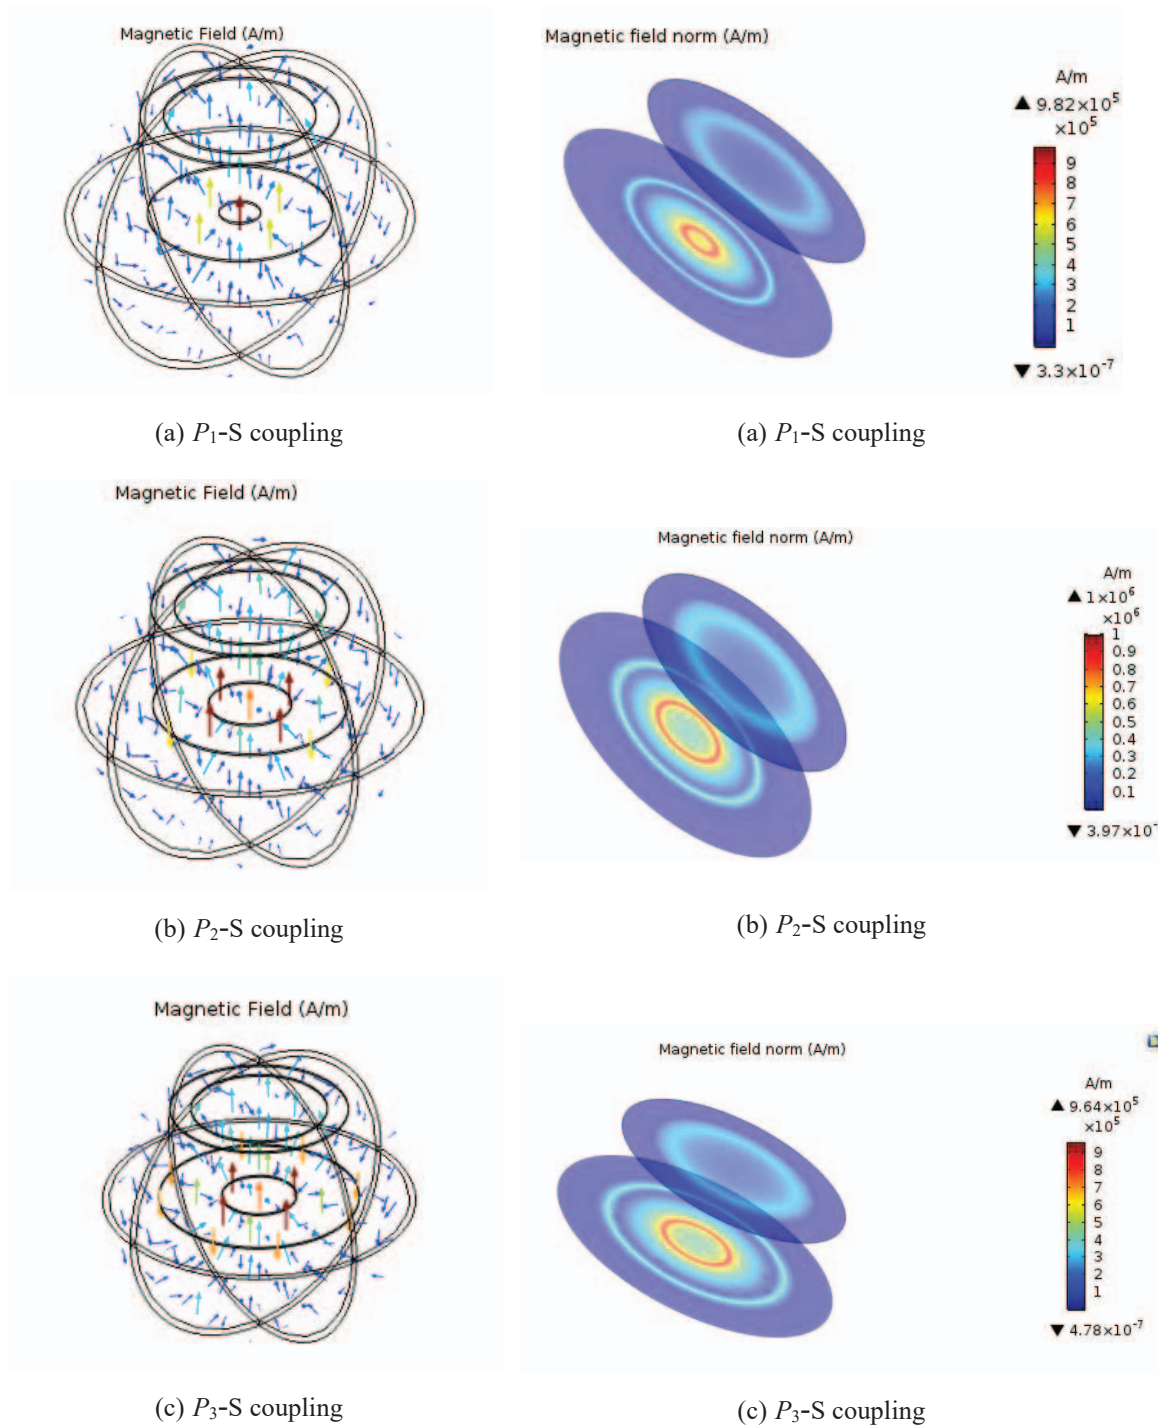 Magnetic Field (A/m)
Magnetic field norm (A/m)
A/m
▲ 9.82×10⁵
×10⁵
9
8
7
6
5
4
3
2
1
▼ 3.3×10⁻⁷
(a) P₁-S coupling
(a) P₁-S coupling
Magnetic Field (A/m)
Magnetic field norm (A/m)
A/m
▲ 1×10⁶
×10⁶
1
0.9
0.8
0.7
0.6
0.5
0.4
0.3
0.2
0.1
▼ 3.97×10⁻
(b) P₂-S coupling
(b) P₂-S coupling
Magnetic Field (A/m)
Magnetic field norm (A/m)
A/m
▲ 9.64×10⁵
×10⁵
9
8
7
6
5
4
3
2
1
▼ 4.78×10⁻⁷
(c) P₃-S coupling
(c) P₃-S coupling